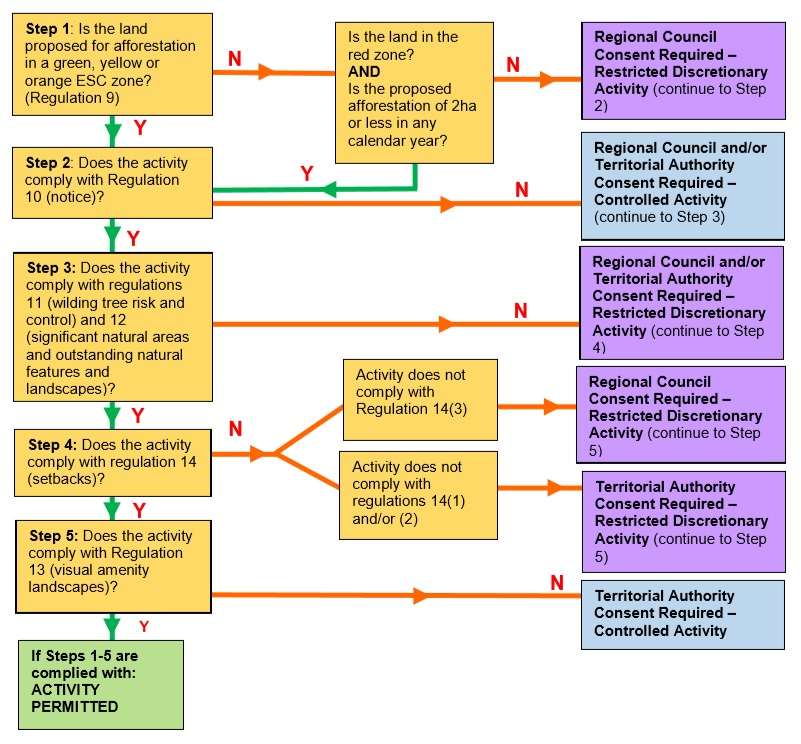 Step 1: Is the land
proposed for afforestation
in a green, yellow or
orange ESC zone?
(Regulation 9)
N
Is the land in the
red zone?
AND
Is the proposed
afforestation of 2ha
or less in any
calendar year?
N
Regional Council
Consent Required –
Restricted Discretionary
Activity (continue to Step
2)
Y
Y
Step 2: Does the activity
comply with Regulation
10 (notice)?
N
Regional Council and/or
Territorial Authority
Consent Required –
Controlled Activity
(continue to Step 3)
Y
Step 3: Does the activity
comply with regulations
11 (wilding tree risk and
control) and 12
(significant natural areas
and outstanding natural
features and
landscapes)?
N
Regional Council and/or
Territorial Authority
Consent Required –
Restricted Discretionary
Activity (continue to Step
4)
Y
Step 4: Does the activity
comply with regulation 14
(setbacks)?
N
Activity does not
comply with
Regulation 14(3)
Regional Council
Consent Required –
Restricted Discretionary
Activity (continue to Step
5)
Activity does not
comply with
regulations 14(1)
and/or (2)
Territorial Authority
Consent Required –
Restricted Discretionary
Activity (continue to Step
5)
Y
Step 5: Does the activity
comply with Regulation
13 (visual amenity
landscapes)?
N
Territorial Authority
Consent Required –
Controlled Activity
Y
If Steps 1-5 are
complied with:
ACTIVITY
PERMITTED